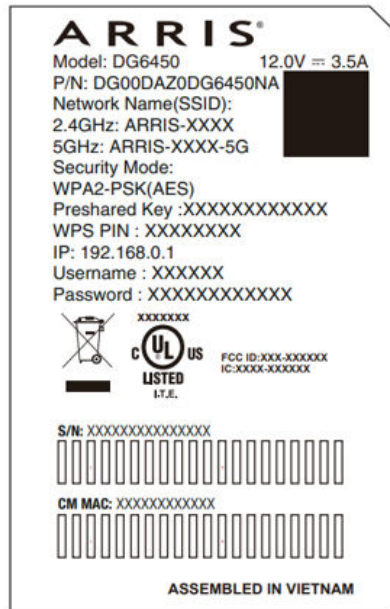 ARRIS®
Model: DG6450 12.0V ⎓ 3.5A
P/N: DG00DAZ0DG6450NA
Network Name(SSID):
2.4GHz: ARRIS-XXXX
5GHz: ARRIS-XXXX-5G
Security Mode:
WPA2-PSK(AES)
Preshared Key :XXXXXXXXXXXX
WPS PIN : XXXXXXXX
IP: 192.168.0.1
Username : XXXXXX
Password : XXXXXXXXXXXX
XXXXXXX
C UL US
LISTED
I.T.E.
FCC ID:XXX-XXXXXX
IC:XXXX-XXXXXX
S/N: XXXXXXXXXXXXXXX
CM MAC: XXXXXXXXXXXX
ASSEMBLED IN VIETNAM